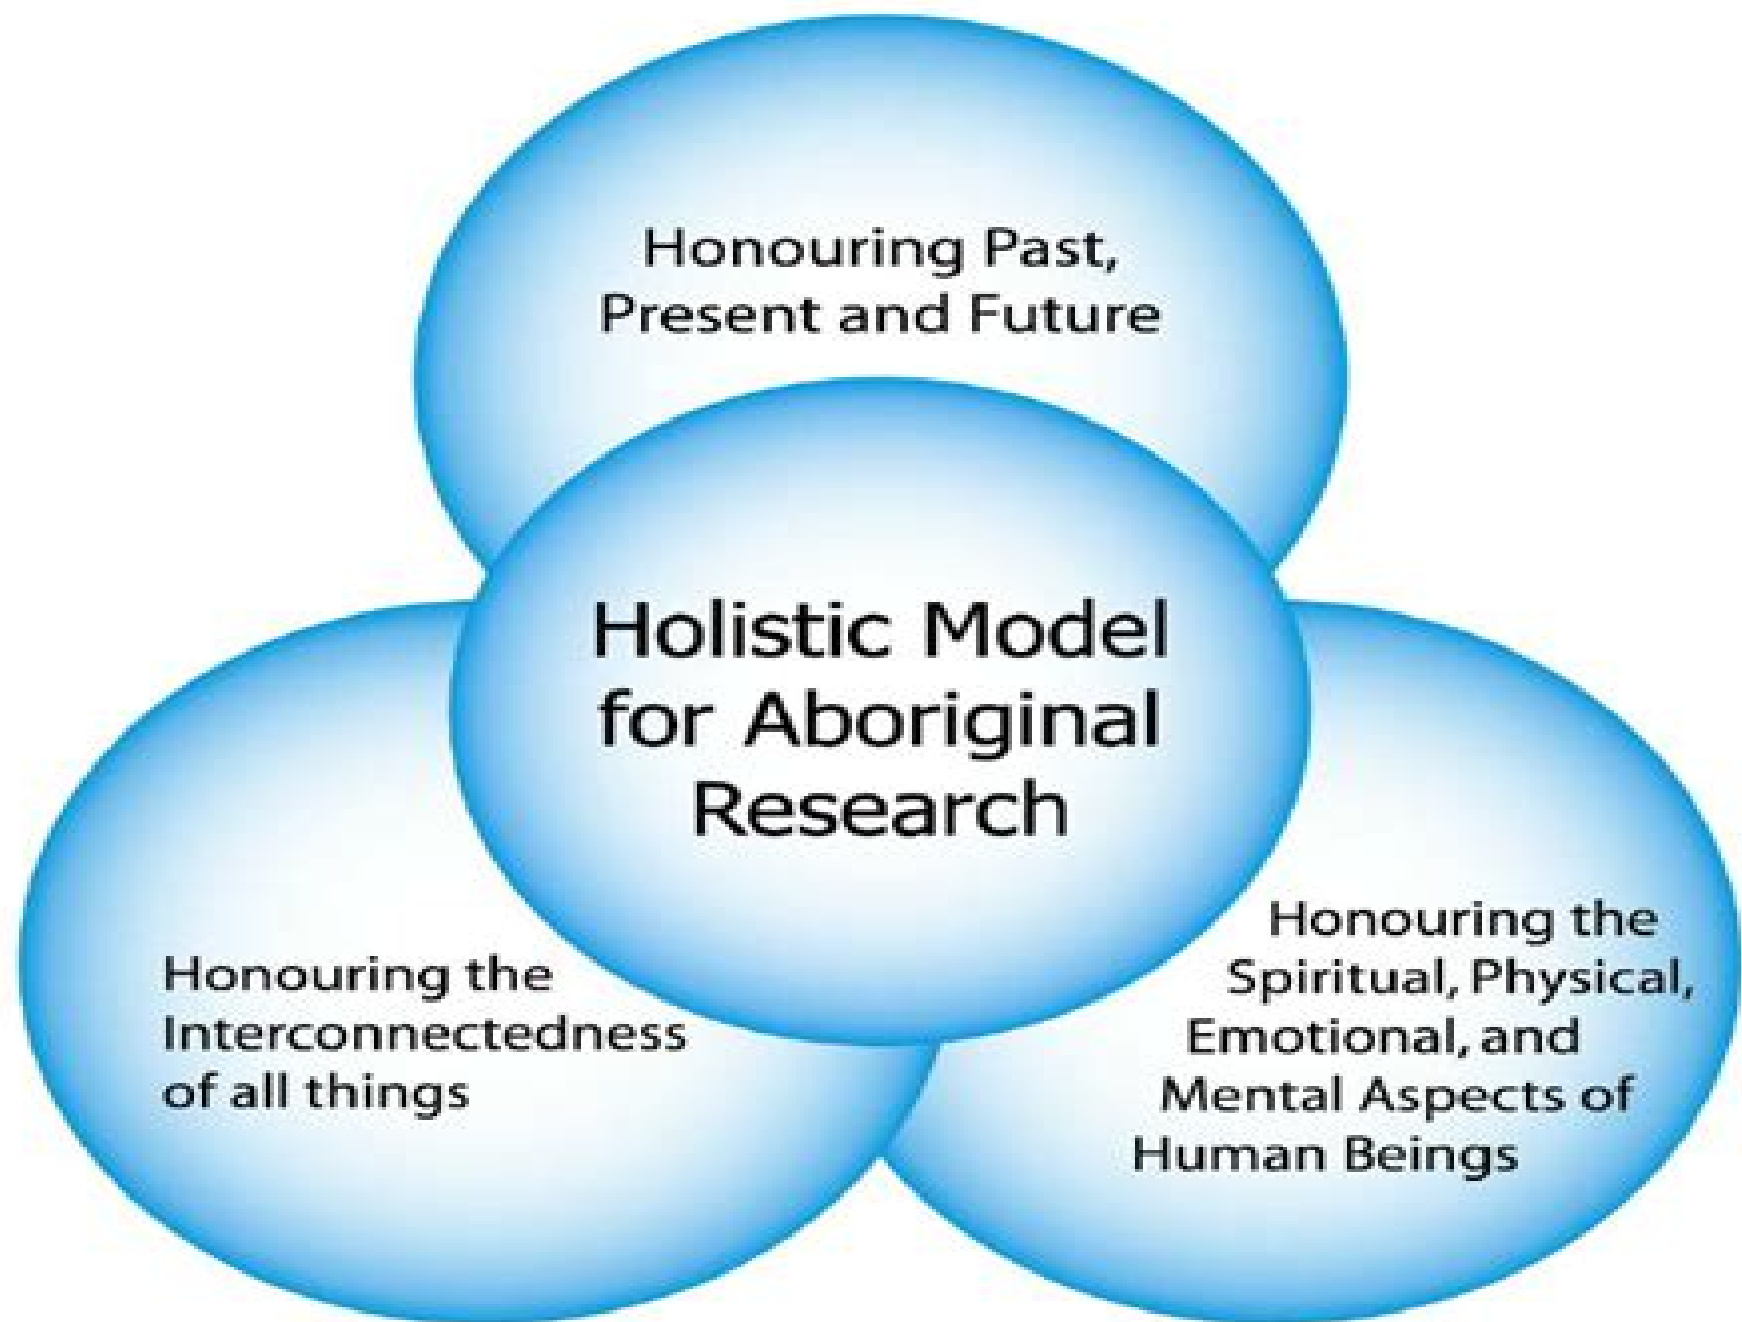 Honouring Past,
Present and Future
Holistic Model
for Aboriginal
Research
Honouring the
Interconnectedness
of all things
Honouring the
Spiritual, Physical,
Emotional, and
Mental Aspects of
Human Beings